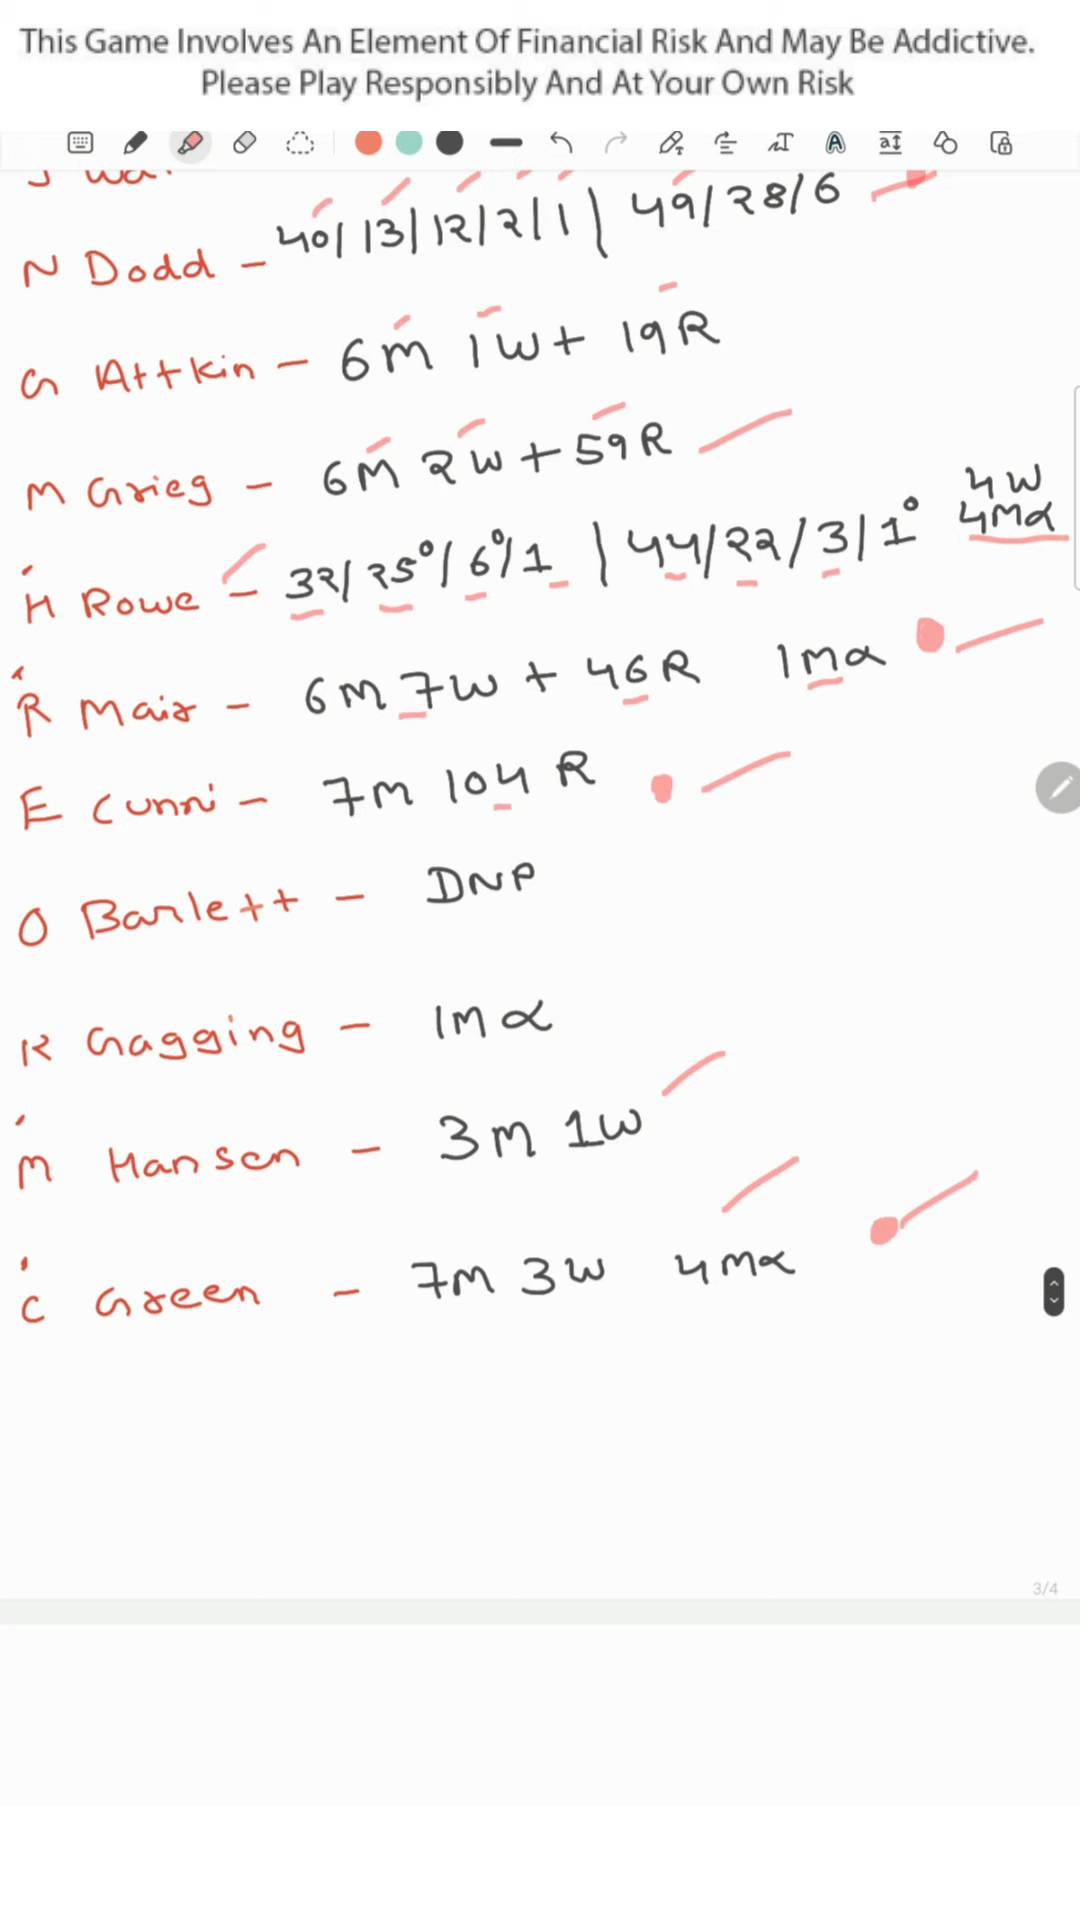 This Game Involves An Element Of Financial Risk And May Be Addictive.
Please Play Responsibly And At Your Own Risk
N Dodd - 40/13/12/2/1 | 49/28/6
G Attkin - 6M 1W + 19R
M Grieg - 6M 2W + 59R
H Rowe - 32/25°/6°/1 | 44/22/3/1° 4W 4Mα
R Mair - 6M 7W + 46R 1Mα
E Cunni - 7M 104 R
O Barlett - DNP
K Gagging - 1Mα
M Hansen - 3M 1W
C Green - 7M 3W 4Mα
3/4